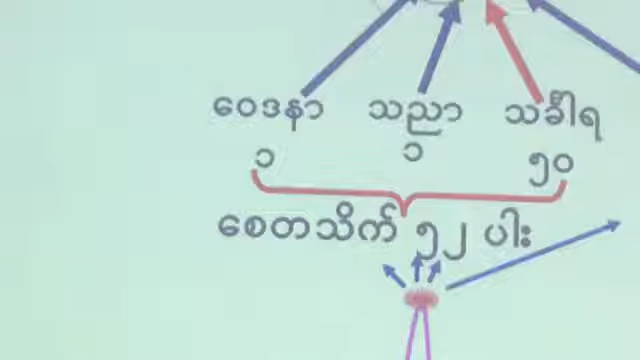 ဝေဒနာ သညာ သင်္ခါရ
၁ ၁ ၅၀
စေတသိက် ၅၂ ပါး